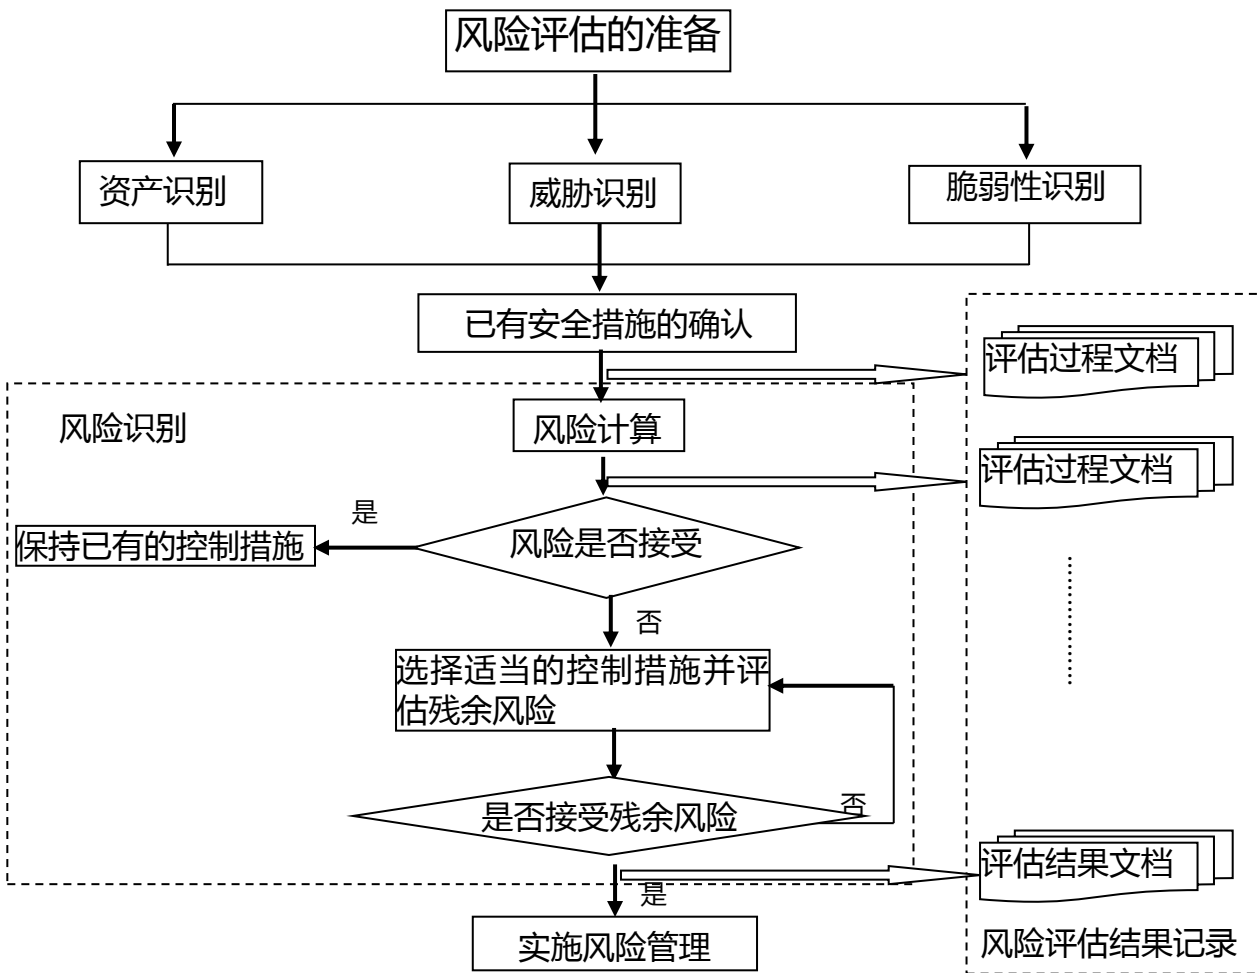 风险评估的准备
资产识别
威胁识别
脆弱性识别
已有安全措施的确认
评估过程文档
风险识别
风险计算
评估过程文档
是
保持已有的控制措施
风险是否接受
否
选择适当的控制措施并评
估残余风险
否
是否接受残余风险
评估结果文档
是
实施风险管理
风险评估结果记录